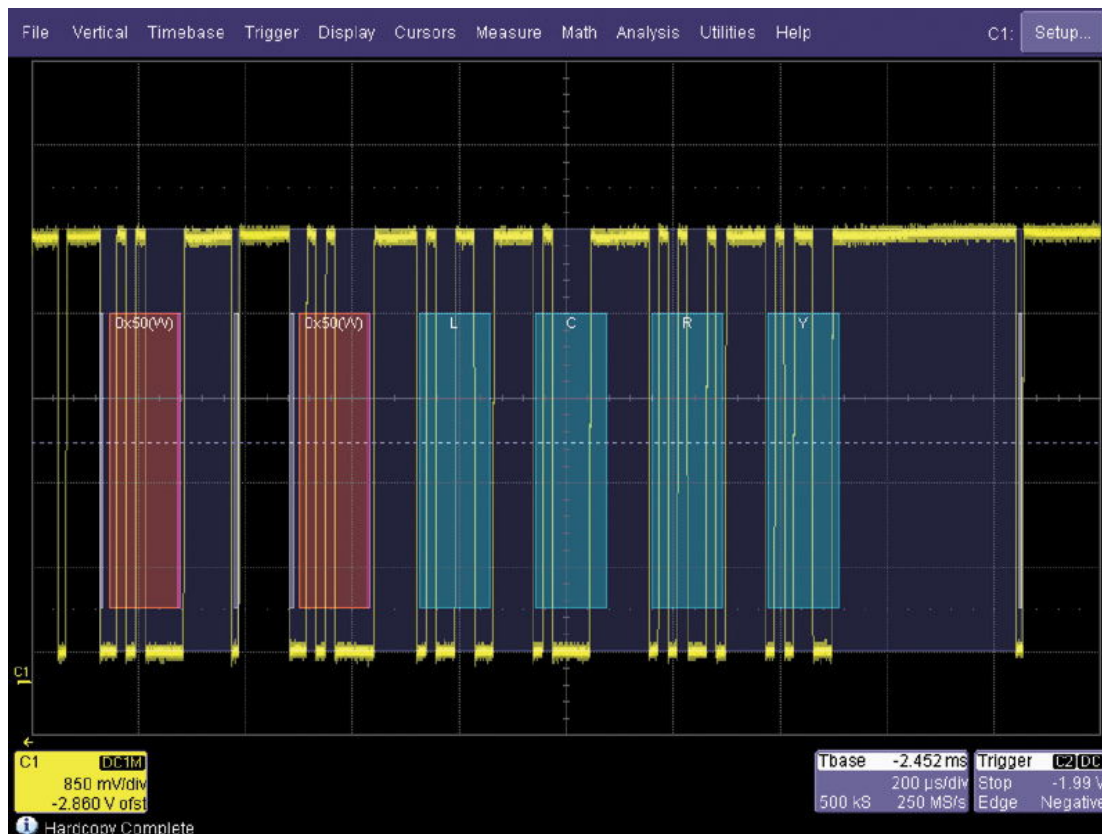 File Vertical Timebase Trigger Display Cursors Measure Math Analysis Utilities Help C1: Setup...
0x50(W) 0x50(W) L C R Y
C1
C1 DC1M
850 mV/div
-2.860 V ofst
Tbase -2.452 ms
200 µs/div
500 kS 250 MS/s
Trigger C2 DC
Stop -1.99 V
Edge Negative
Hardcopy Complete